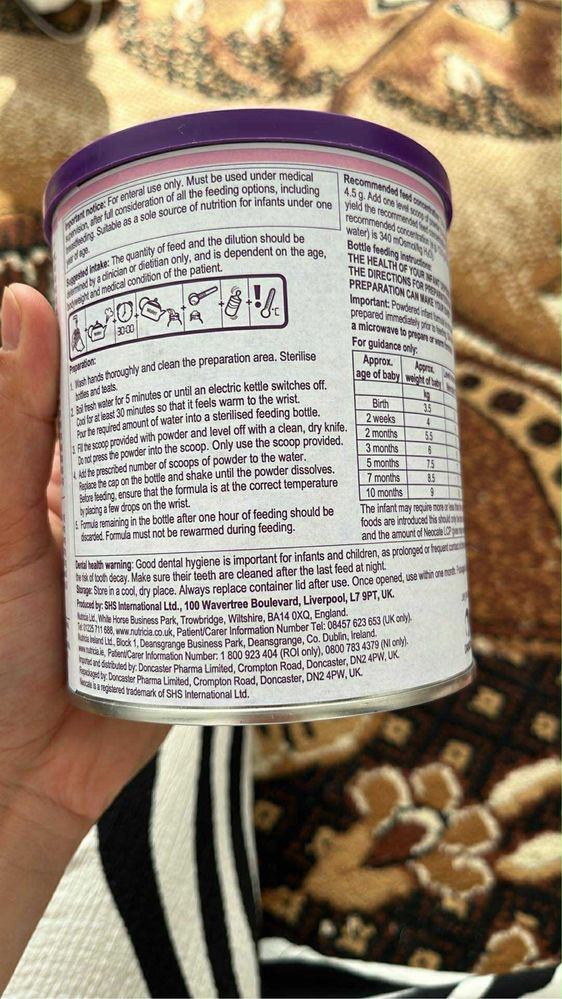 Important notice: For enteral use only. Must be used under medical
supervision, after full consideration of all the feeding options, including
breastfeeding. Suitable as a sole source of nutrition for infants under one
year of age.
Suggested Intake: The quantity of feed and the dilution should be
determined by a clinician or dietitian only, and is dependent on the age,
bodyweight and medical condition of the patient.
30:00
°C
Preparation:
1. Wash hands thoroughly and clean the preparation area. Sterilise
bottles and teats.
2. Boil fresh water for 5 minutes or until an electric kettle switches off.
Cool for at least 30 minutes so that it feels warm to the wrist.
Pour the required amount of water into a sterilised feeding bottle.
3. Fill the scoop provided with powder and level off with a clean, dry knife.
Do not press the powder into the scoop. Only use the scoop provided.
4. Add the prescribed number of scoops of powder to the water.
Replace the cap on the bottle and shake until the powder dissolves.
Before feeding, ensure that the formula is at the correct temperature
by placing a few drops on the wrist.
5. Formula remaining in the bottle after one hour of feeding should be
discarded. Formula must not be rewarmed during feeding.
Recommended feed concentration
4.5 g. Add one level scoop of
yield the recommended feed
recommended concentration
water) is 340 mOsmol/kg H₂O
Bottle feeding instructions
THE HEALTH OF YOUR
THE DIRECTIONS FOR
PREPARATION CAN MAKE
Important: Powdered infant
prepared immediately prior to
a microwave to prepare or warm
For guidance only:
Approx. age of baby Approx. weight of baby
kg
Birth 3.5
2 weeks 4
2 months 5.5
3 months 6
5 months 7.5
7 months 8.5
10 months 9
The infant may require more or less
foods are introduced this should only
and the amount of Neocate LCP
Dental health warning: Good dental hygiene is important for infants and children, as prolonged or frequent contact
the risk of tooth decay. Make sure their teeth are cleaned after the last feed at night.
Storage: Store in a cool, dry place. Always replace container lid after use. Once opened, use within one month.
Produced by: SHS International Ltd., 100 Wavertree Boulevard, Liverpool, L7 9PT, UK.
Nutricia Ltd., White Horse Business Park, Trowbridge, Wiltshire, BA14 0XQ, England.
Tel: 01225 711 688, www.nutricia.co.uk, Patient/Carer Information Number Tel: 08457 623 653 (UK only).
Nutricia Ireland Ltd., Block 1, Deansgrange Business Park, Deansgrange, Co. Dublin, Ireland.
www.nutricia.ie, Patient/Carer Information Number: 1 800 923 404 (ROI only), 0800 783 4379 (NI only).
Imported and distributed by: Doncaster Pharma Limited, Crompton Road, Doncaster, DN2 4PW, UK.
Repackaged by: Doncaster Pharma Limited, Crompton Road, Doncaster, DN2 4PW, UK.
Neocate is a registered trademark of SHS International Ltd.